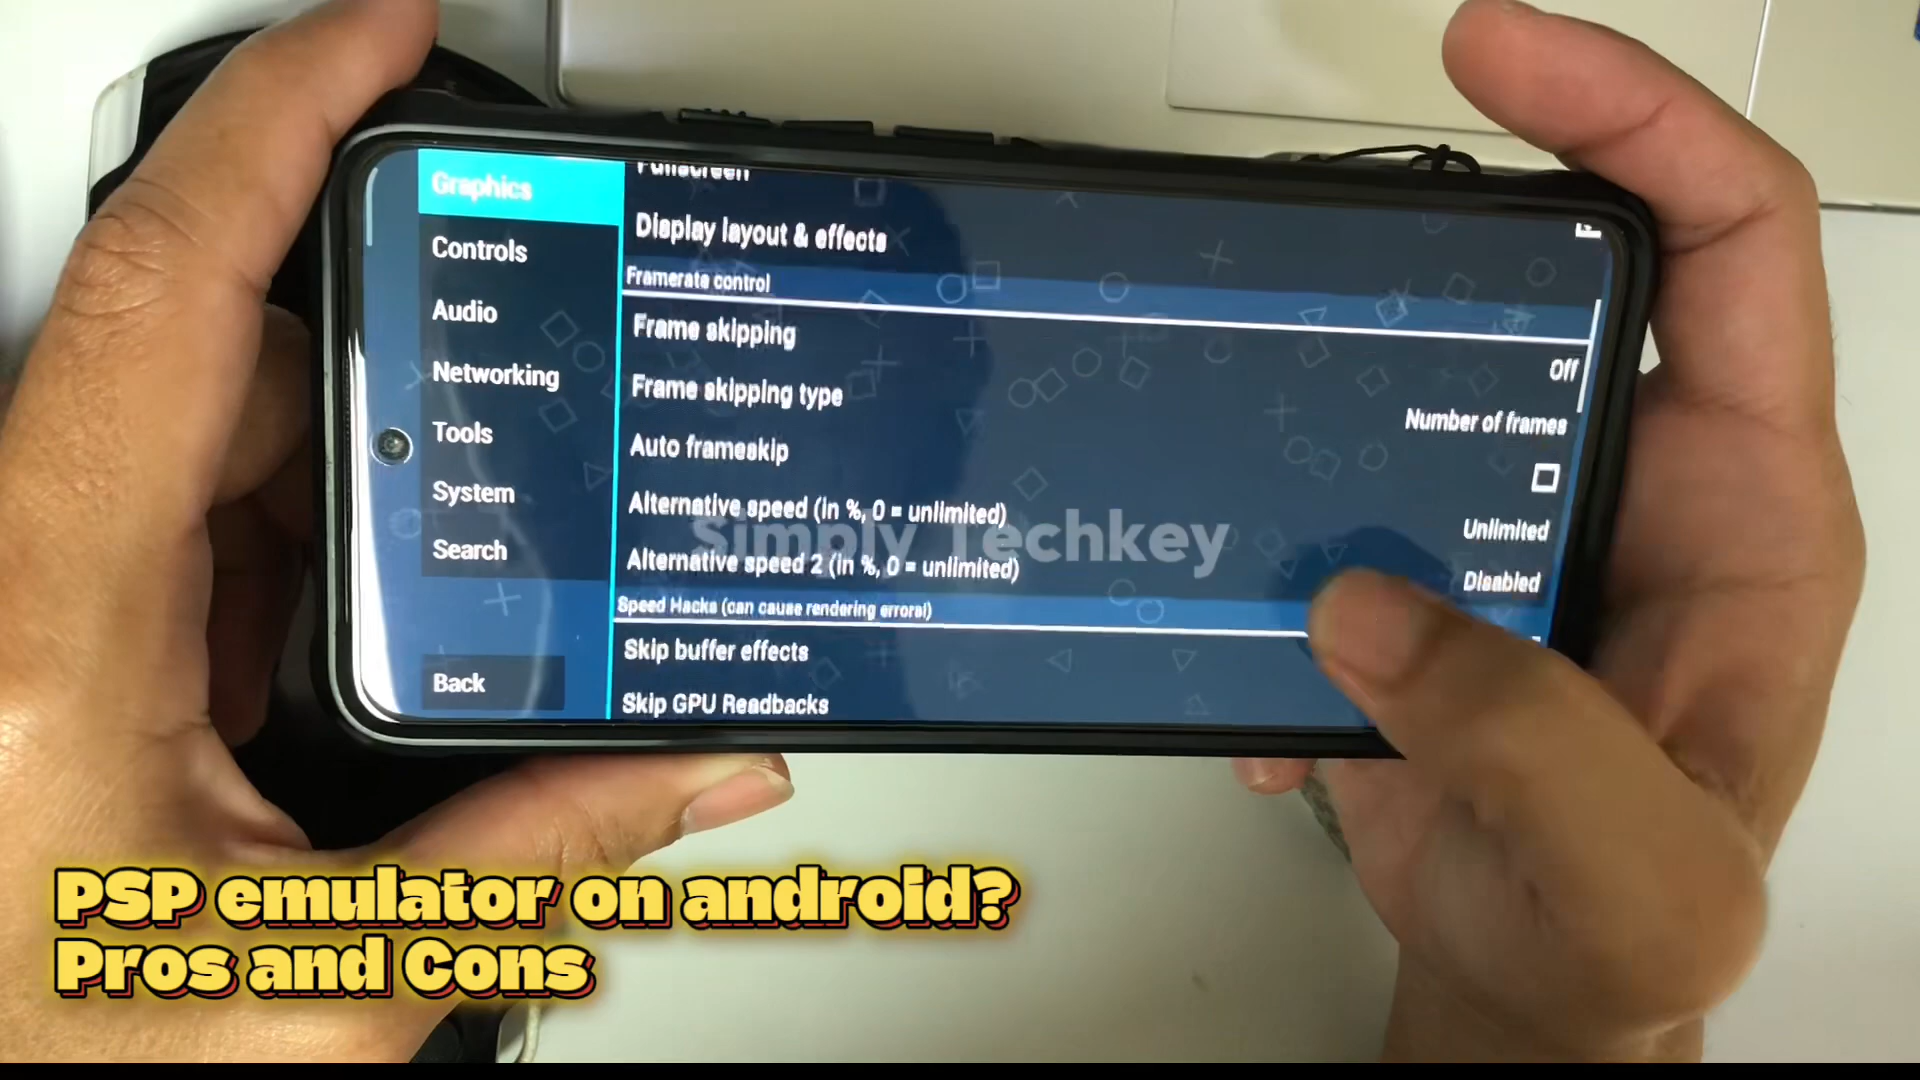 Graphics
Controls
Audio
Networking
Tools
System
Search
Back
Fullscreen
Display layout & effects
Framerate control
Frame skipping
Off
Frame skipping type
Number of frames
Auto frameskip
Alternative speed (in %, 0 = unlimited)
Unlimited
Alternative speed 2 (in %, 0 = unlimited)
Disabled
Speed Hacks (can cause rendering errors!)
Skip buffer effects
Skip GPU Readbacks
Simply Techkey
PSP emulator on android?
Pros and Cons